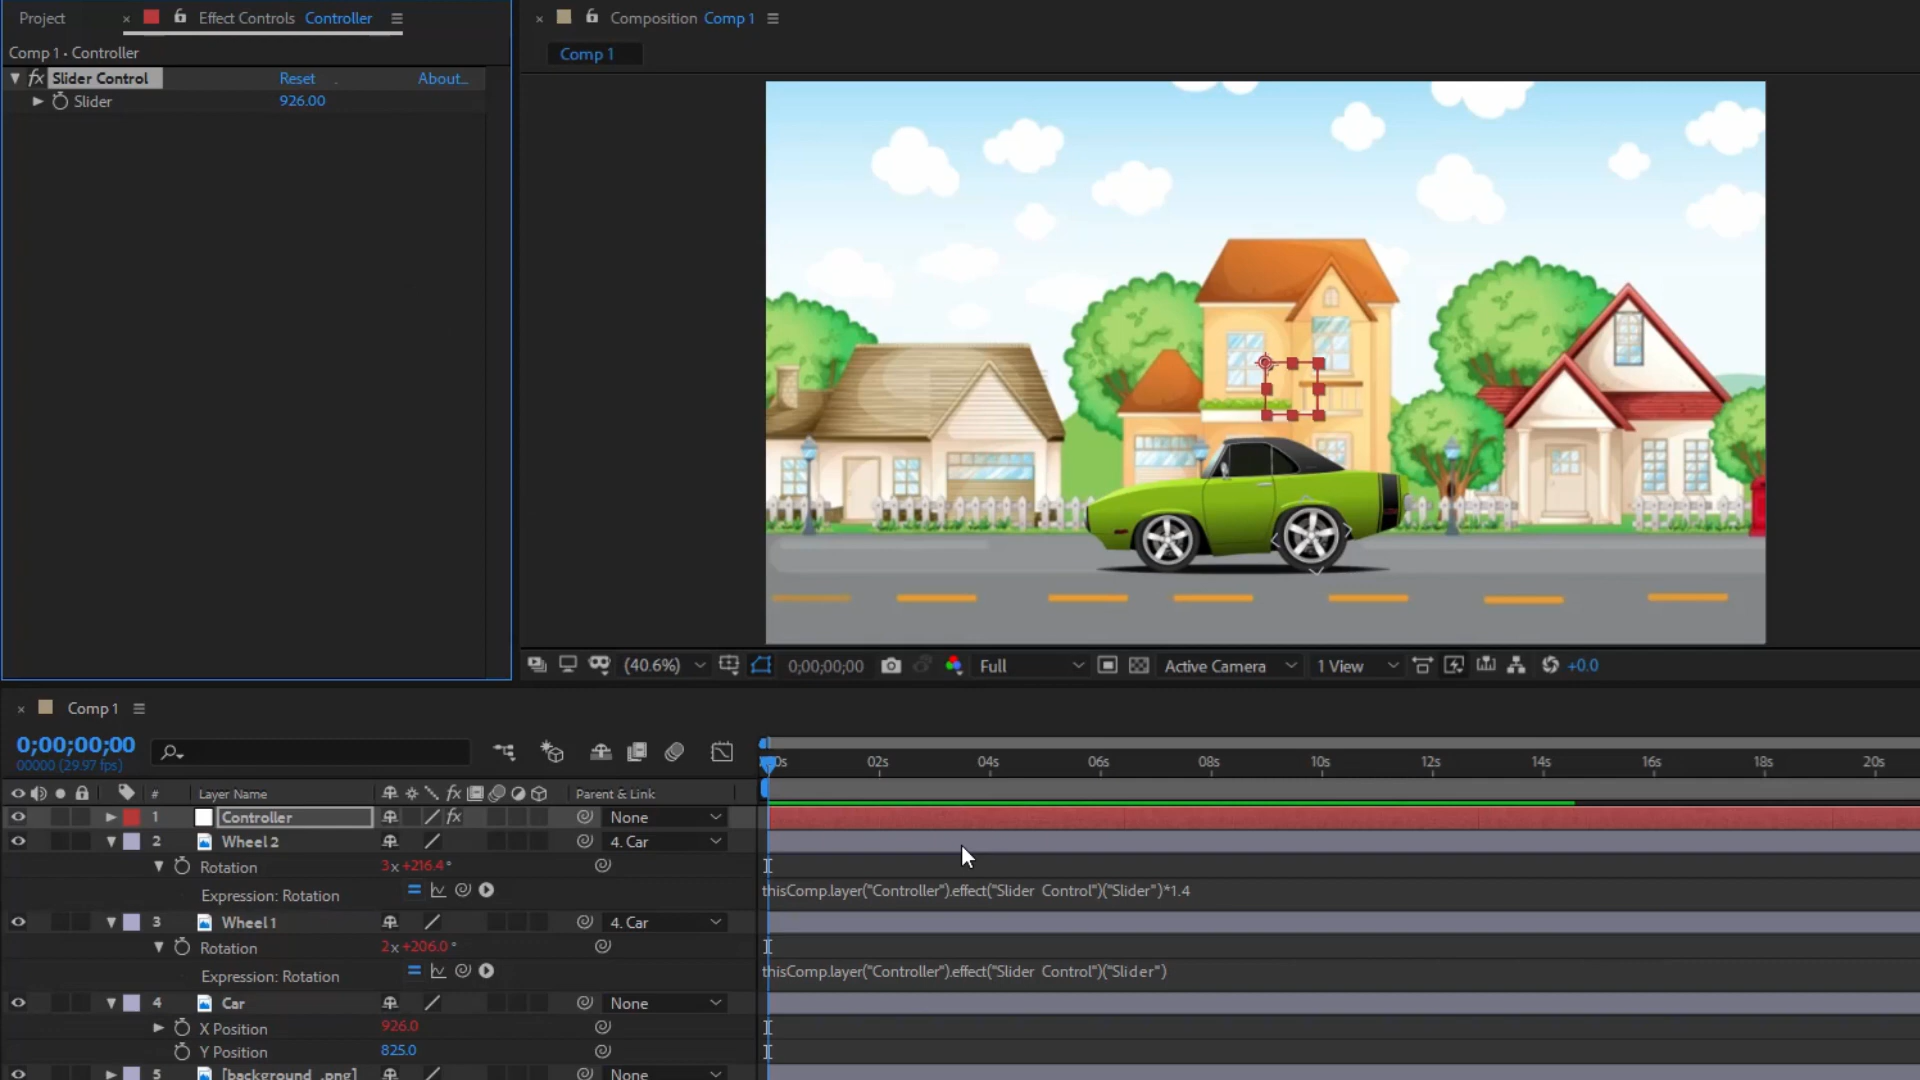 Project
× Effect Controls Controller
Comp 1 • Controller
fx Slider Control Reset About...
Slider 926.00
× Composition Comp 1
Comp 1
(40.6%) 0;00;00;00 Full Active Camera 1 View +0.0
× Comp 1
0;00;00;00
00000 (29.97 fps)
02s 04s 06s 08s 10s 12s 14s 16s 18s 20s
# Layer Name fx Parent & Link
1 Controller fx None
2 Wheel 2 4. Car
Rotation 3x+216.4°
Expression: Rotation thisComp.layer("Controller").effect("Slider Control")("Slider")*1.4
3 Wheel 1 4. Car
Rotation 2x+206.0°
Expression: Rotation thisComp.layer("Controller").effect("Slider Control")("Slider")
4 Car None
X Position 926.0
Y Position 825.0
5 [background_.png] None